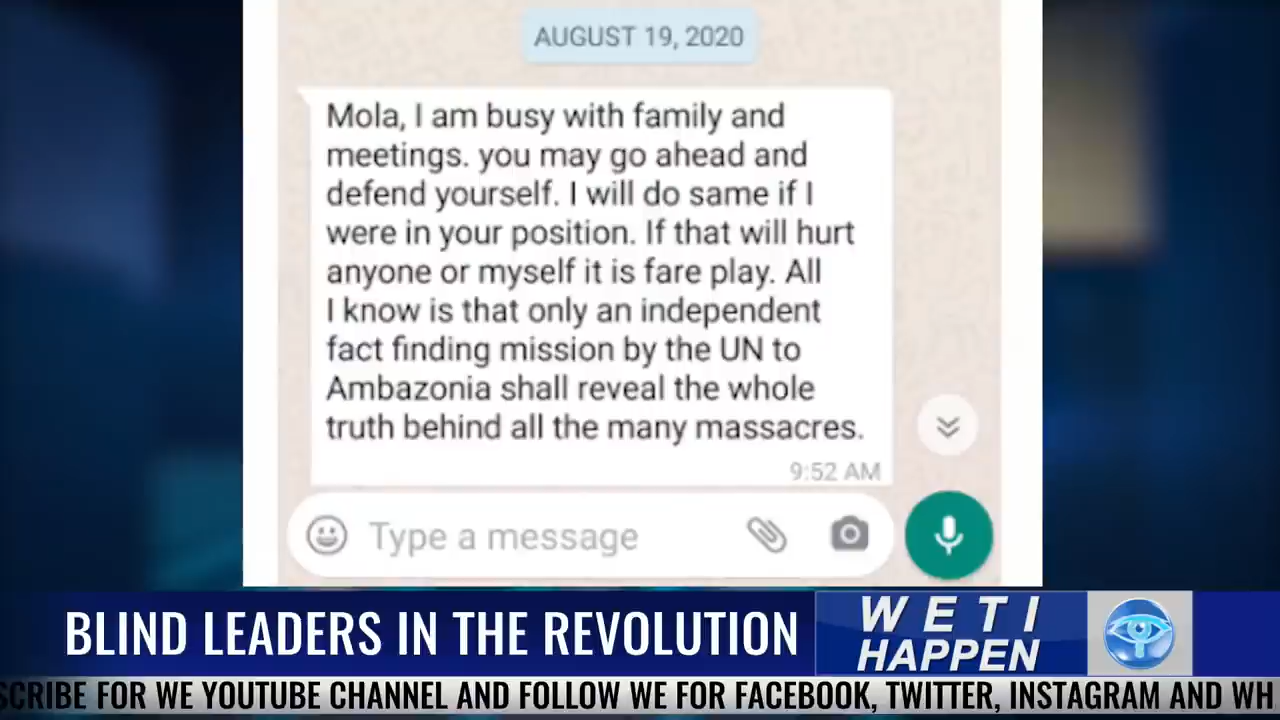 AUGUST 19, 2020
Mola, I am busy with family and
meetings. you may go ahead and
defend yourself. I will do same if I
were in your position. If that will hurt
anyone or myself it is fare play. All
I know is that only an independent
fact finding mission by the UN to
Ambazonia shall reveal the whole
truth behind all the many massacres.
9:52 AM
Type a message
BLIND LEADERS IN THE REVOLUTION
WETI
HAPPEN
FOR WE YOUTUBE CHANNEL AND FOLLOW WE FOR FACEBOOK, TWITTER, INSTAGRAM AND